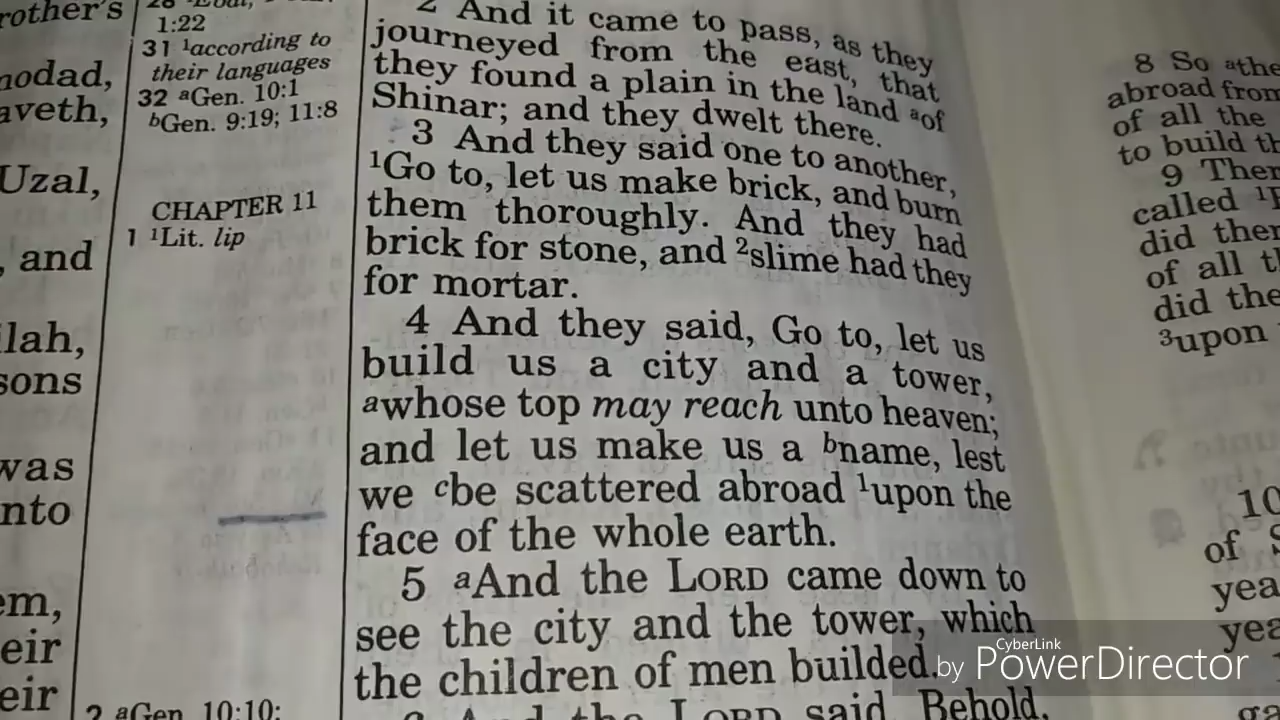 rother's
nodad,
aveth,
Uzal,
, and
lah,
sons
was
nto
em,
eir
eir
1:22
31 ¹according to
their languages
32 ᵃGen. 10:1
ᵇGen. 9:19; 11:8
CHAPTER 11
1 ¹Lit. lip
2 ᵃGen. 10:10;
2 And it came to pass, as they
journeyed from the east, that
they found a plain in the land ᵃof
Shinar; and they dwelt there.
3 And they said one to another,
¹Go to, let us make brick, and burn
them thoroughly. And they had
brick for stone, and ²slime had they
for mortar.
4 And they said, Go to, let us
build us a city and a tower,
ᵃwhose top may reach unto heaven;
and let us make us a ᵇname, lest
we ᶜbe scattered abroad ¹upon the
face of the whole earth.
5 ᵃAnd the LORD came down to
see the city and the tower, which
the children of men builded.
And the LORD said, Behold,
8 So ᵃthe
abroad from
of all the
to build th
9 Ther
called ¹
did ther
of all t
did the
³upon
10
of S
yea
yea
CyberLink
by PowerDirector